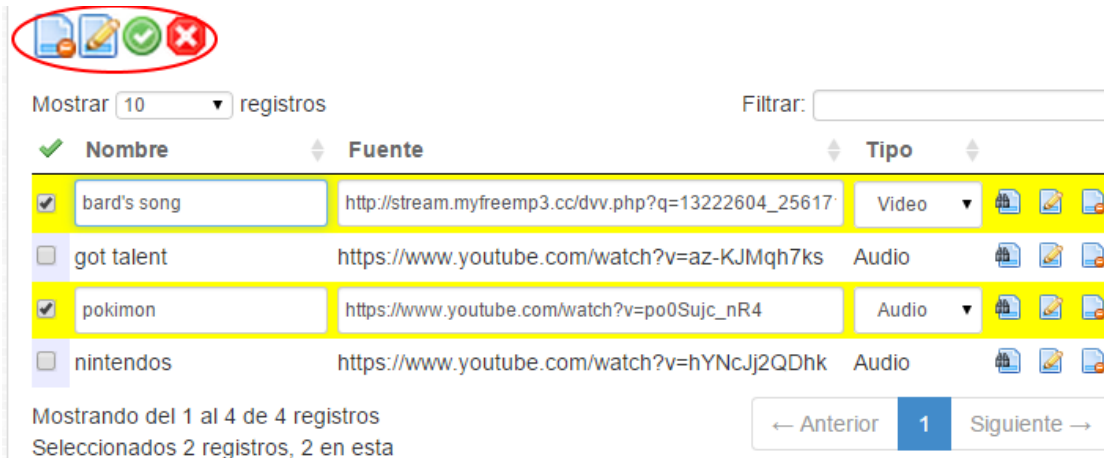 Mostrar 10 registros Filtrar:
Nombre Fuente Tipo
bard's song http://stream.myfreemp3.cc/dvv.php?q=13222604_25617 Video
got talent https://www.youtube.com/watch?v=az-KJMqh7ks Audio
pokimon https://www.youtube.com/watch?v=po0Sujc_nR4 Audio
nintendos https://www.youtube.com/watch?v=hYNcJj2QDhk Audio
Mostrando del 1 al 4 de 4 registros
← Anterior 1 Siguiente →
Seleccionados 2 registros, 2 en esta